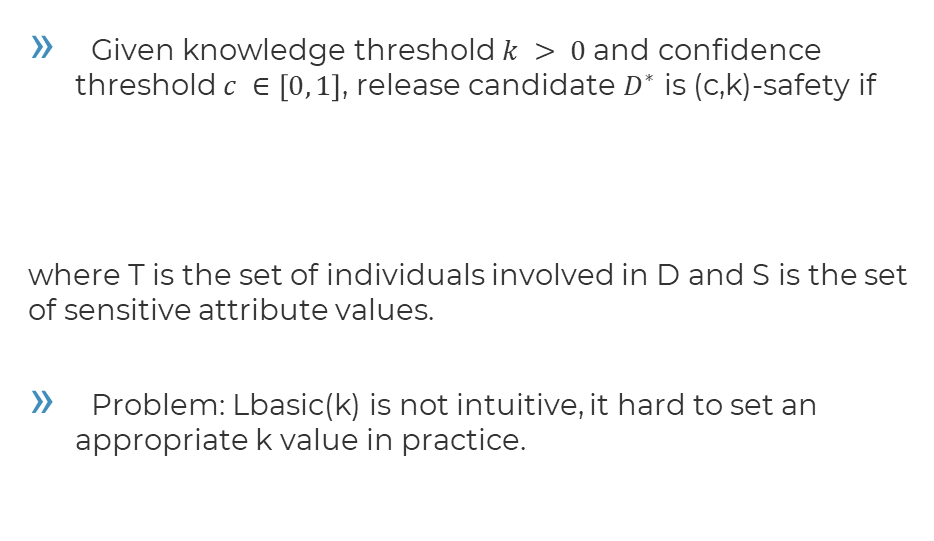 » Given knowledge threshold k > 0 and confidence
threshold c ∈ [0,1], release candidate D* is (c,k)-safety if
where T is the set of individuals involved in D and S is the set
of sensitive attribute values.
» Problem: Lbasic(k) is not intuitive, it hard to set an
appropriate k value in practice.